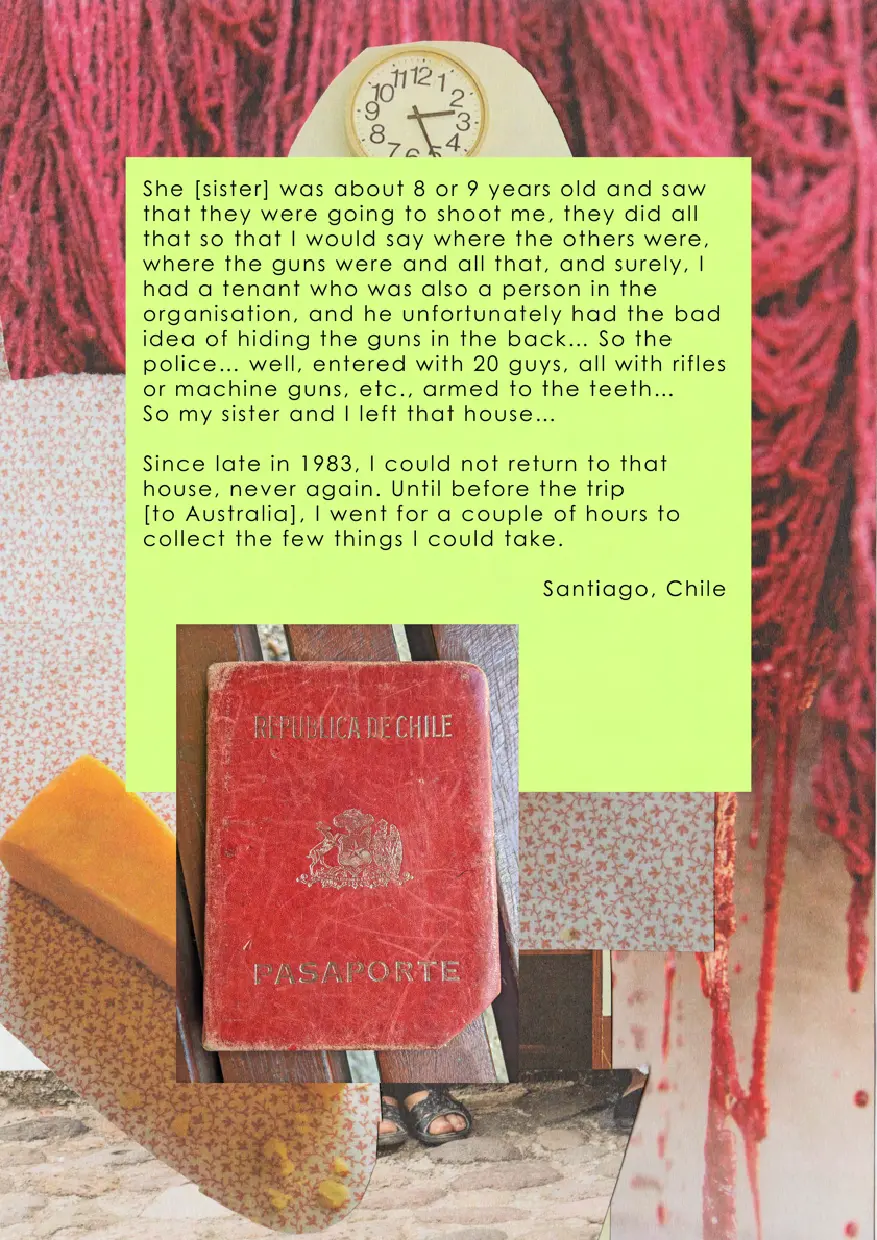 11 12 1
10 2
9 3
8 4
7 6
She [sister] was about 8 or 9 years old and saw
that they were going to shoot me, they did all
that so that I would say where the others were,
where the guns were and all that, and surely, I
had a tenant who was also a person in the
organisation, and he unfortunately had the bad
idea of hiding the guns in the back... So the
police... well, entered with 20 guys, all with rifles
or machine guns, etc., armed to the teeth...
So my sister and I left that house...
Since late in 1983, I could not return to that
house, never again. Until before the trip
[to Australia], I went for a couple of hours to
collect the few things I could take.
Santiago, Chile
REPUBLICA DE CHILE
PASAPORTE